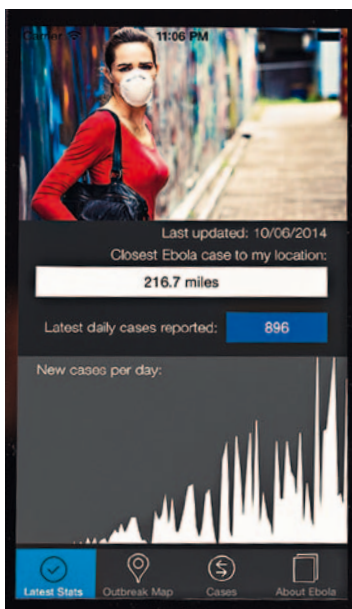 Carrier 11:06 PM
Last updated: 10/06/2014
Closest Ebola case to my location:
216.7 miles
Latest daily cases reported: 896
New cases per day:
Latest Stats Outbreak Map Cases About Ebola